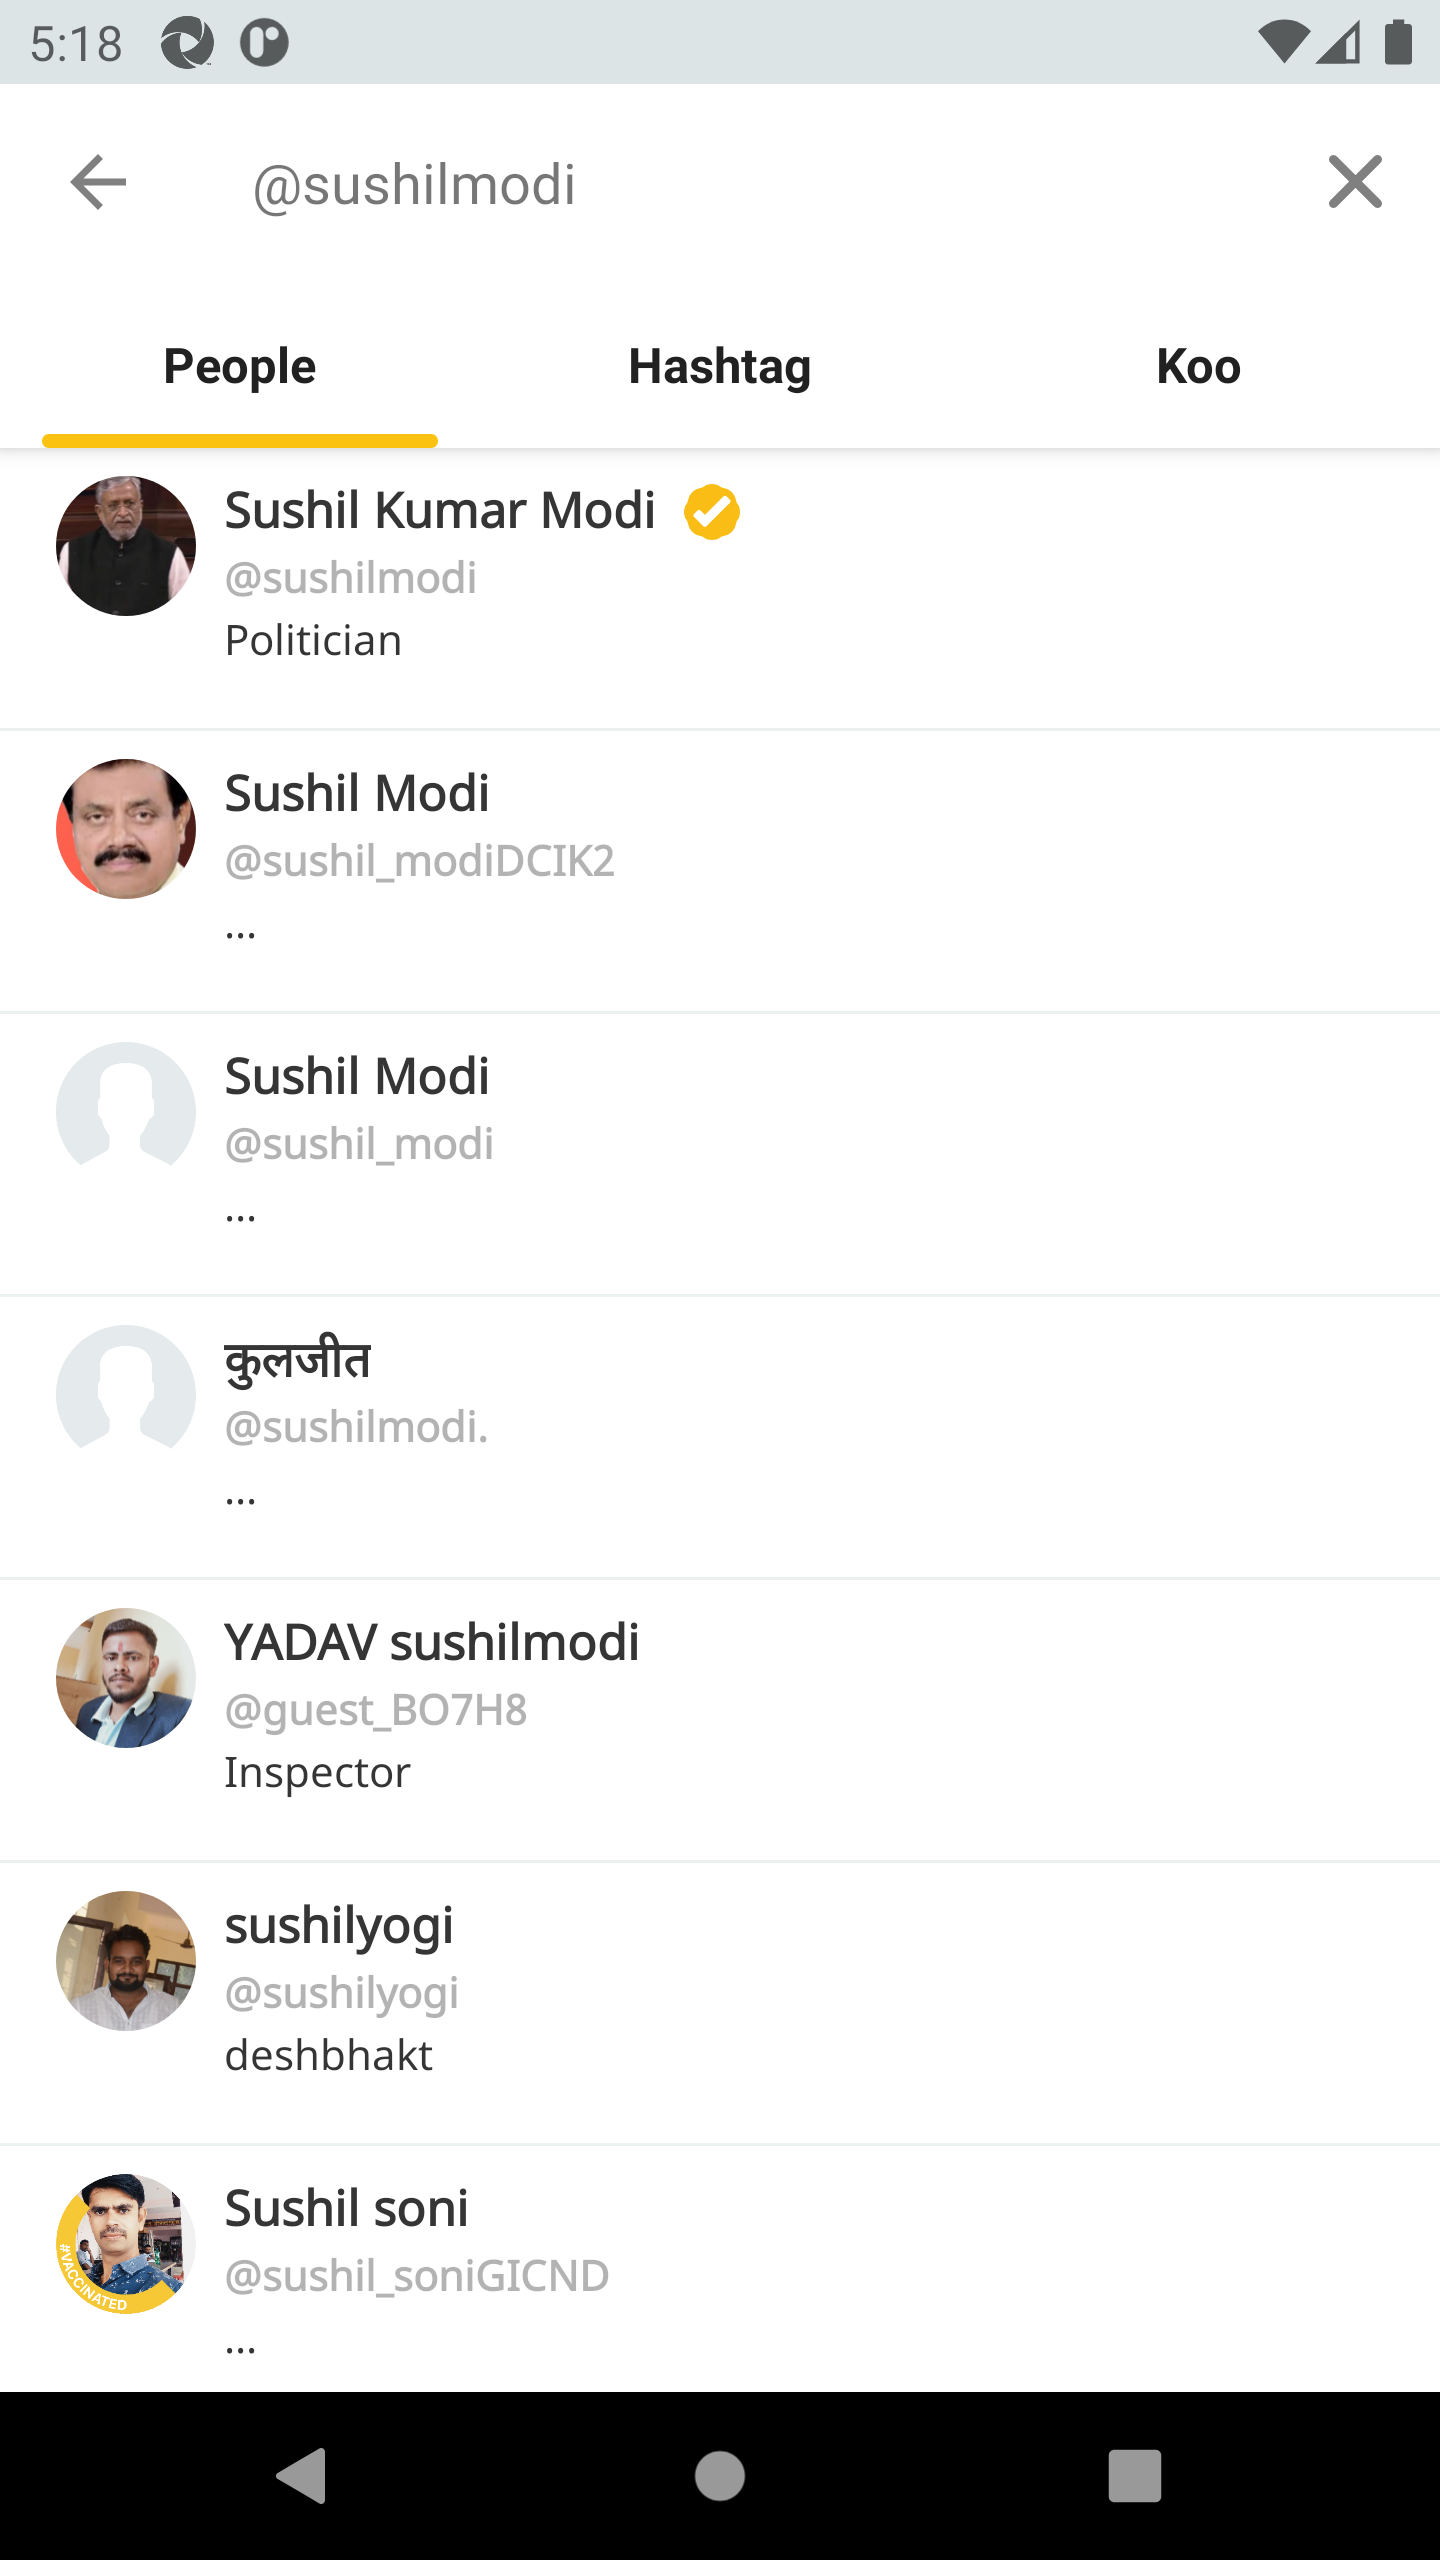 5:18
@sushilmodi
People
Hashtag
Koo
Sushil Kumar Modi
@sushilmodi
Politician
Sushil Modi
@sushil_modiDCIK2
...
Sushil Modi
@sushil_modi
...
कुलजीत
@sushilmodi.
...
YADAV sushilmodi
@guest_BO7H8
Inspector
sushilyogi
@sushilyogi
deshbhakt
Sushil soni
@sushil_soniGICND
#VACCINATED
...